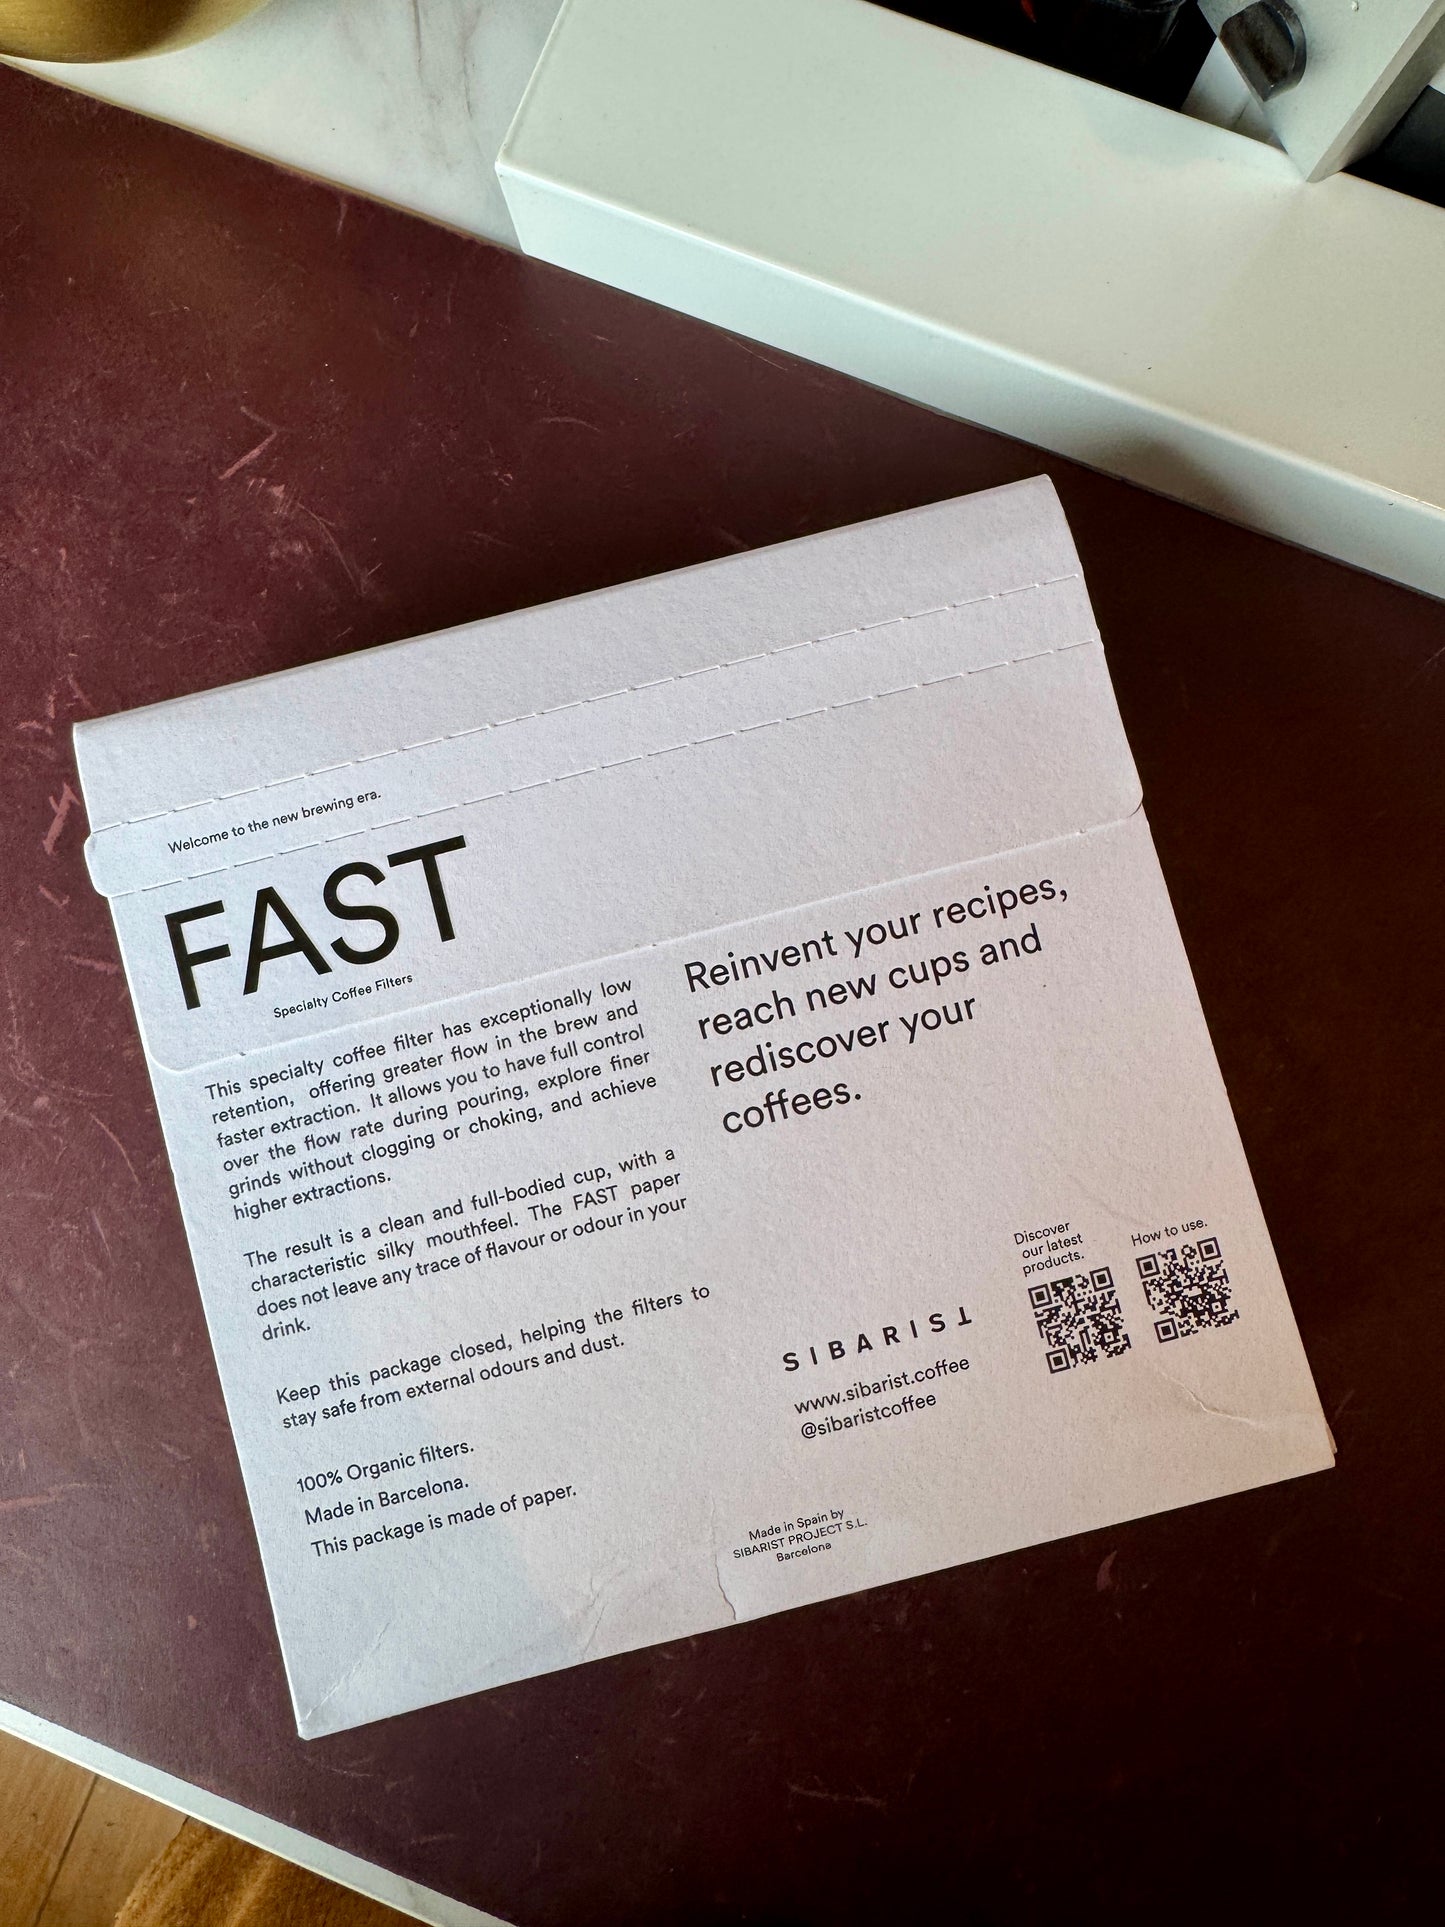 Welcome to the new brewing era.
FAST
Specialty Coffee Filters
This specialty coffee filter has exceptionally low
retention, offering greater flow in the brew and
faster extraction. It allows you to have full control
over the flow rate during pouring, explore finer
grinds without clogging or choking, and achieve
higher extractions.
The result is a clean and full-bodied cup, with a
characteristic silky mouthfeel. The FAST paper
does not leave any trace of flavour or odour in your
drink.
Keep this package closed, helping the filters to
stay safe from external odours and dust.
100% Organic filters.
Made in Barcelona.
This package is made of paper.
Reinvent your recipes,
reach new cups and
rediscover your
coffees.
Discover
our latest
products.
How to use.
SIBARIST
www.sibarist.coffee
@sibaristcoffee
Made in Spain by
SIBARIST PROJECT S.L.
Barcelona